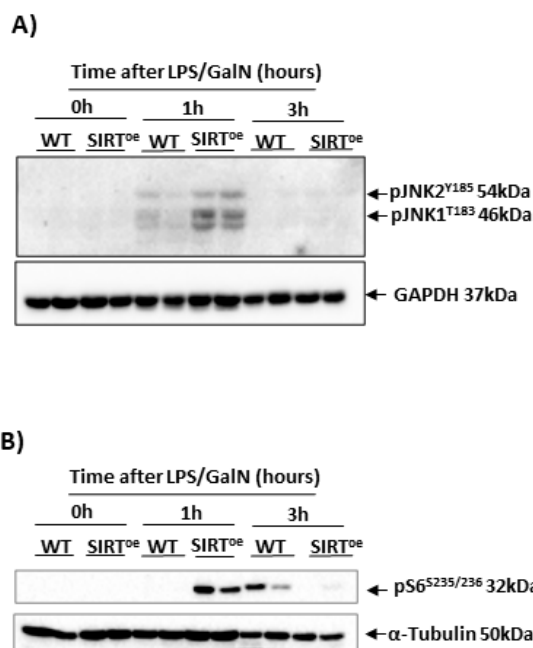 A)
Time after LPS/GalN (hours)
0h 1h 3h
WT SIRToe WT SIRToe WT SIRToe
pJNK2Y185 54kDa
pJNK1T183 46kDa
GAPDH 37kDa
B)
Time after LPS/GalN (hours)
0h 1h 3h
WT SIRToe WT SIRToe WT SIRToe
pS6S235/236 32kDa
α-Tubulin 50kDa